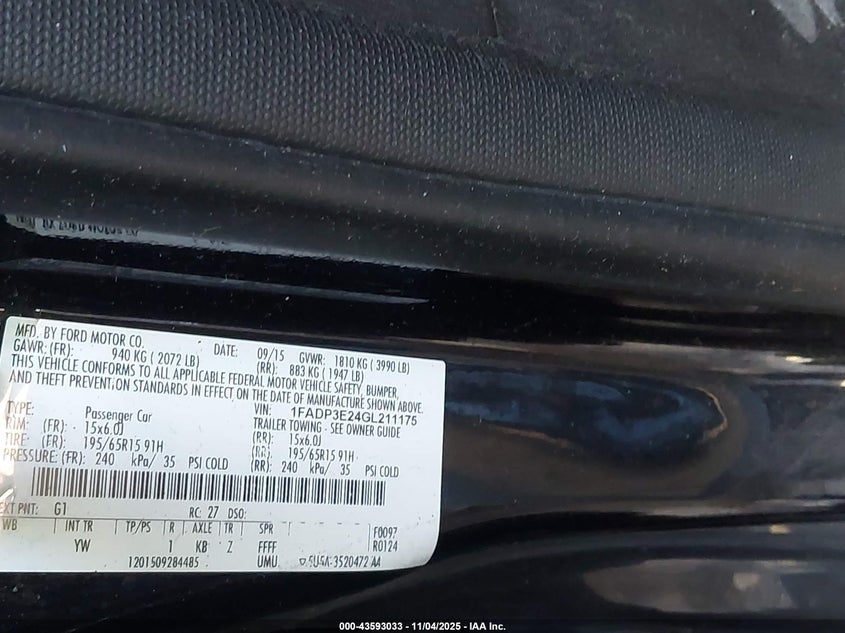 MFD. BY FORD MOTOR CO.
DATE: 09/15 GVWR: 1810 KG ( 3990 LB)
GAWR: (FR): 940 KG ( 2072 LB) (RR): 883 KG ( 1947 LB)
THIS VEHICLE CONFORMS TO ALL APPLICABLE FEDERAL MOTOR VEHICLE SAFETY, BUMPER,
AND THEFT PREVENTION STANDARDS IN EFFECT ON THE DATE OF MANUFACTURE SHOWN ABOVE.
VIN: 1FADP3E24GL211175
TYPE: Passenger Car TRAILER TOWING - SEE OWNER GUIDE
RIM: (FR): 15x6.0J (RR): 15x6.0J
TIRE: (FR): 195/65R15 91H (RR): 195/65R15 91H
PRESSURE: (FR): 240 kPa/ 35 PSI COLD (RR): 240 kPa/ 35 PSI COLD
EXT PNT: G1 RC: 27 DSO:
WB INT TR TP/PS R AXLE TR SPR F0097
YW 1 KB Z FFFF R0124
1201509284485 UMU
000-43593033 - 11/04/2025 - IAA Inc.